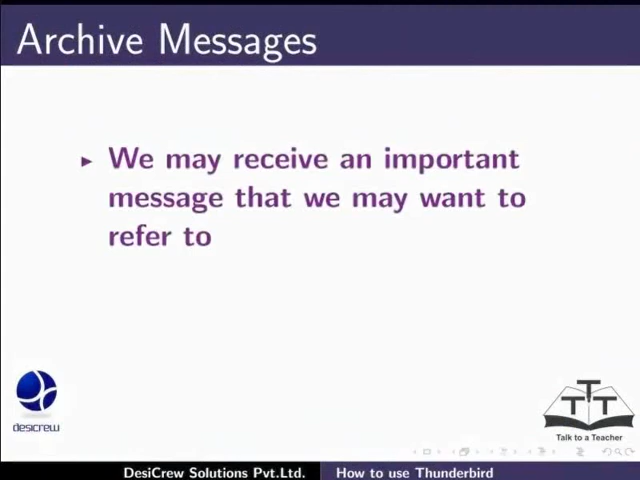 Archive Messages
We may receive an important
message that we may want to
refer to
desicrew
TTT
Talk to a Teacher
DesiCrew Solutions Pvt.Ltd. How to use Thunderbird